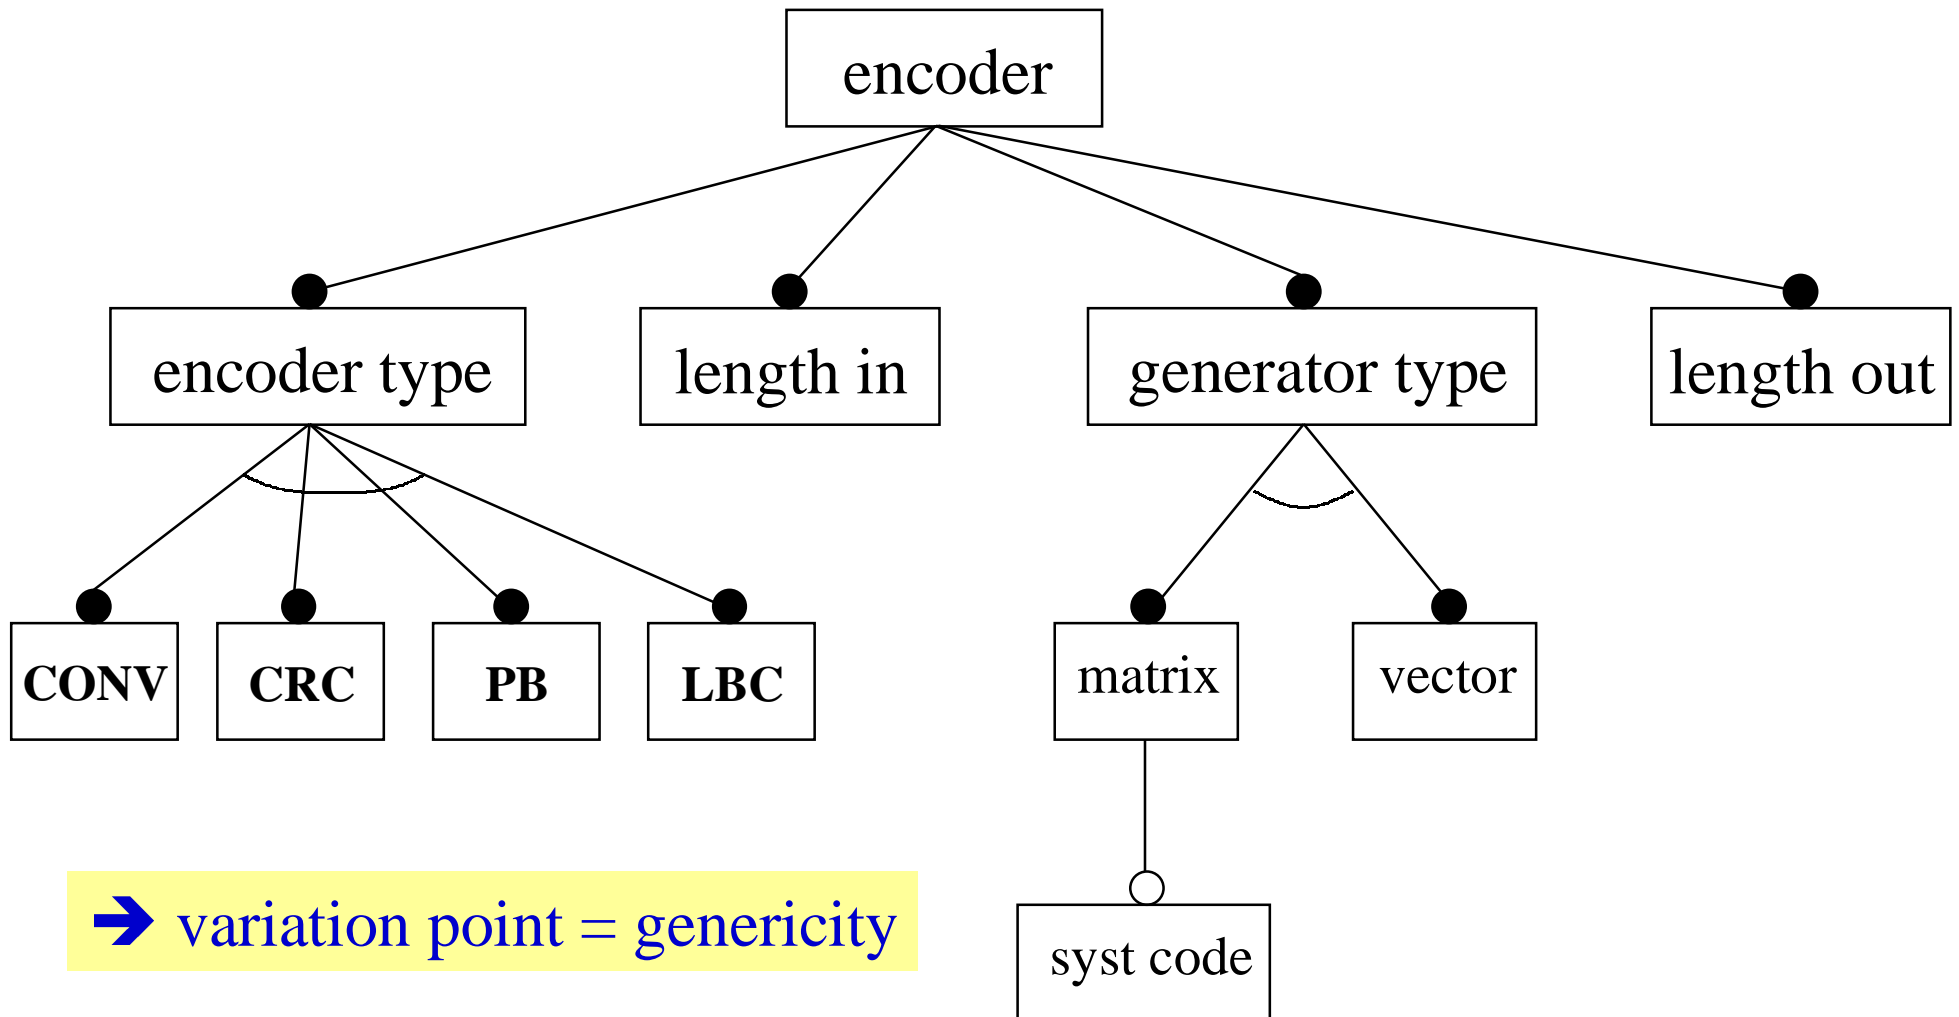 encoder
encoder type
length in
generator type
length out
CONV
CRC
PB
LBC
matrix
vector
➔ variation point = genericity
syst code